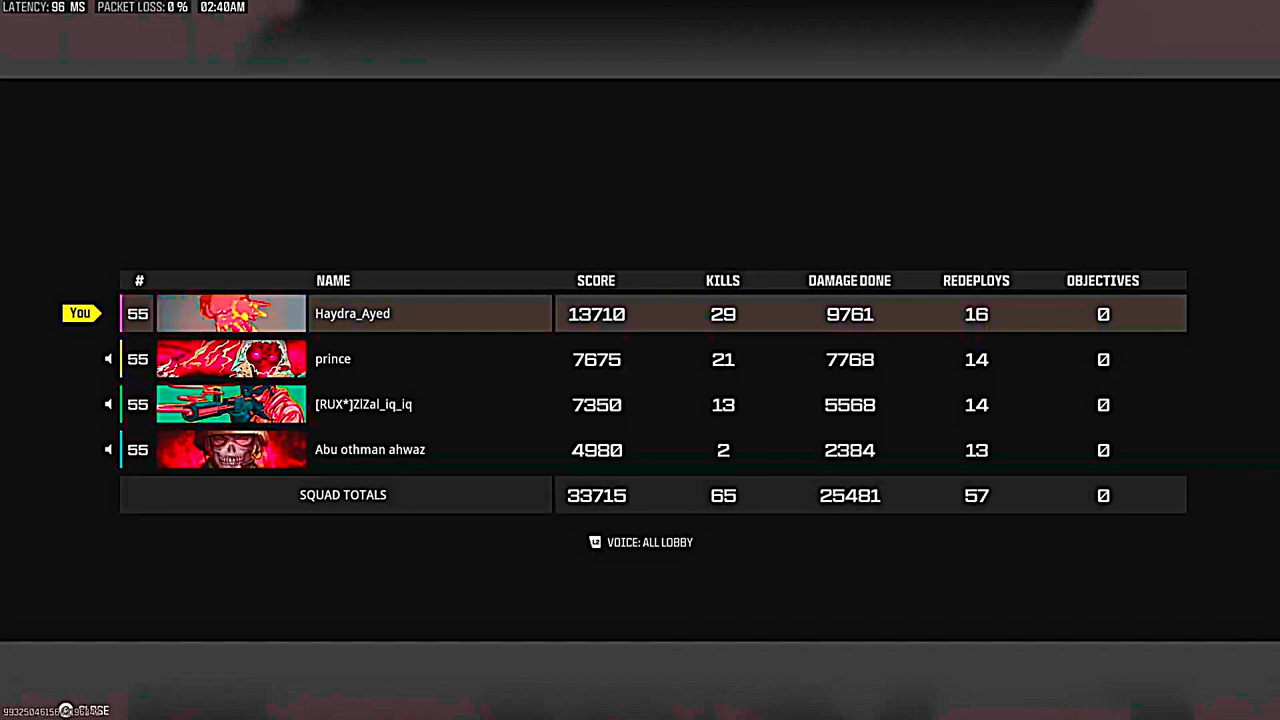 LATENCY: 96 MS PACKET LOSS: 0 % 02:40AM
# NAME SCORE KILLS DAMAGE DONE REDEPLOYS OBJECTIVES
You 55 Haydra_Ayed 13710 29 9761 16 0
55 prince 7675 21 7768 14 0
55 [RUX*]ZlZal_iq_iq 7350 13 5568 14 0
55 Abu othman ahwaz 4980 2 2384 13 0
SQUAD TOTALS 33715 65 25481 57 0
L2 VOICE: ALL LOBBY
CLOSE